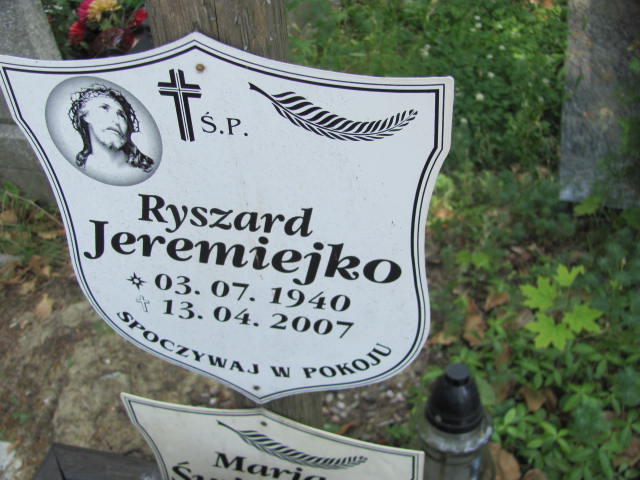 Ś.P.
Ryszard
Jeremiejko
03. 07. 1940
13. 04. 2007
SPOCZYWAJ W POKOJU
Maria